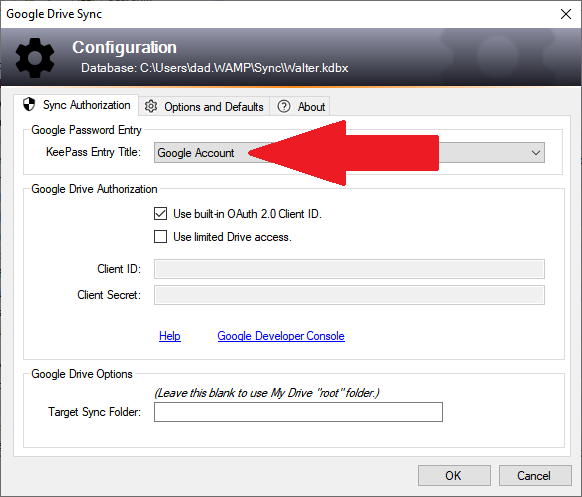 Google Drive Sync
Configuration
Database: C:\Users\dad.WAMP\Sync\Walter.kdbx
Sync Authorization
Options and Defaults
About
Google Password Entry
KeePass Entry Title:
Google Account
Google Drive Authorization
Use built-in OAuth 2.0 Client ID.
Use limited Drive access.
Client ID:
Client Secret:
Help
Google Developer Console
Google Drive Options
(Leave this blank to use My Drive "root" folder.)
Target Sync Folder:
OK
Cancel